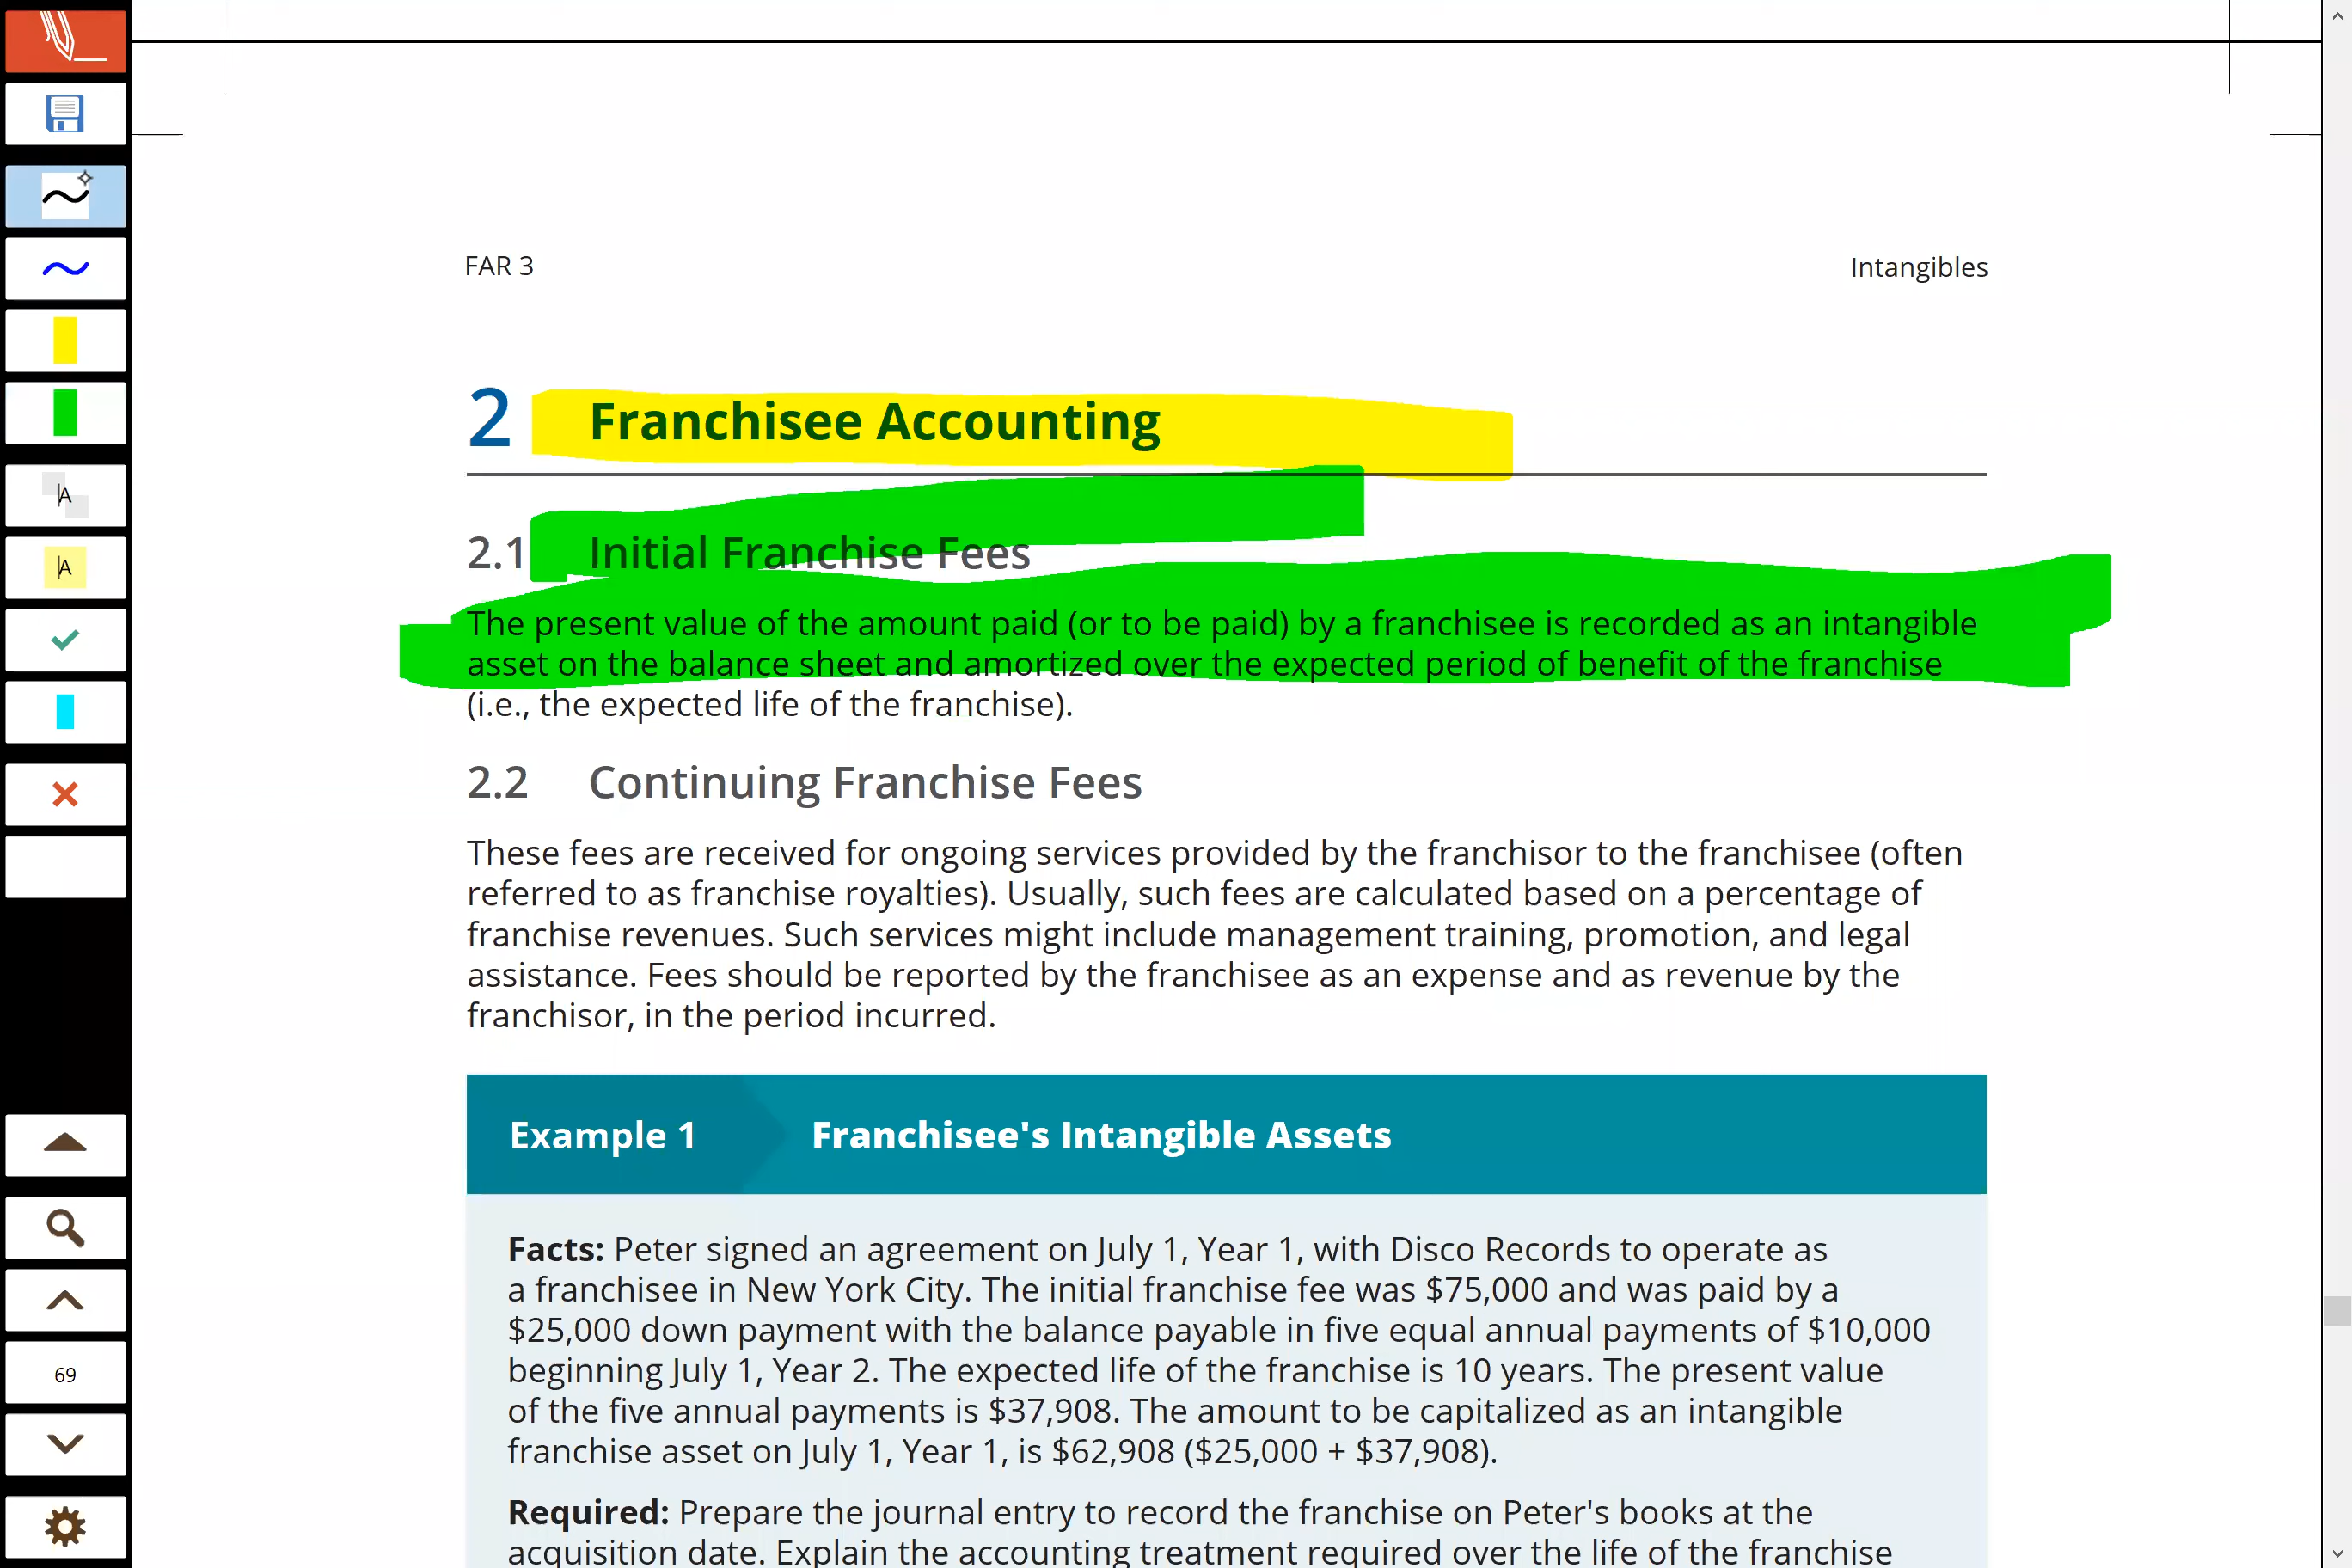 FAR 3
Intangibles
2 Franchisee Accounting
2.1 Initial Franchise Fees
The present value of the amount paid (or to be paid) by a franchisee is recorded as an intangible
asset on the balance sheet and amortized over the expected period of benefit of the franchise
(i.e., the expected life of the franchise).
2.2 Continuing Franchise Fees
These fees are received for ongoing services provided by the franchisor to the franchisee (often
referred to as franchise royalties). Usually, such fees are calculated based on a percentage of
franchise revenues. Such services might include management training, promotion, and legal
assistance. Fees should be reported by the franchisee as an expense and as revenue by the
franchisor, in the period incurred.
Example 1 Franchisee's Intangible Assets
Facts: Peter signed an agreement on July 1, Year 1, with Disco Records to operate as
a franchisee in New York City. The initial franchise fee was $75,000 and was paid by a
$25,000 down payment with the balance payable in five equal annual payments of $10,000
beginning July 1, Year 2. The expected life of the franchise is 10 years. The present value
of the five annual payments is $37,908. The amount to be capitalized as an intangible
franchise asset on July 1, Year 1, is $62,908 ($25,000 + $37,908).
Required: Prepare the journal entry to record the franchise on Peter's books at the
acquisition date. Explain the accounting treatment required over the life of the franchise
A
A
69